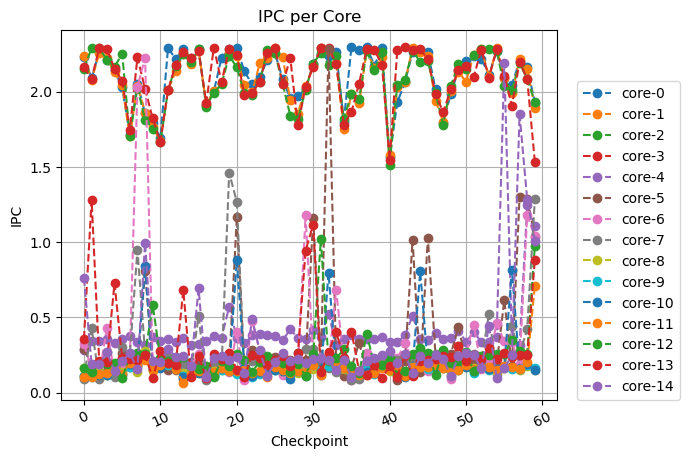 IPC per Core
IPC
2.0
1.5
1.0
0.5
0.0
0
10
20
30
40
50
60
Checkpoint
core-0
core-1
core-2
core-3
core-4
core-5
core-6
core-7
core-8
core-9
core-10
core-11
core-12
core-13
core-14